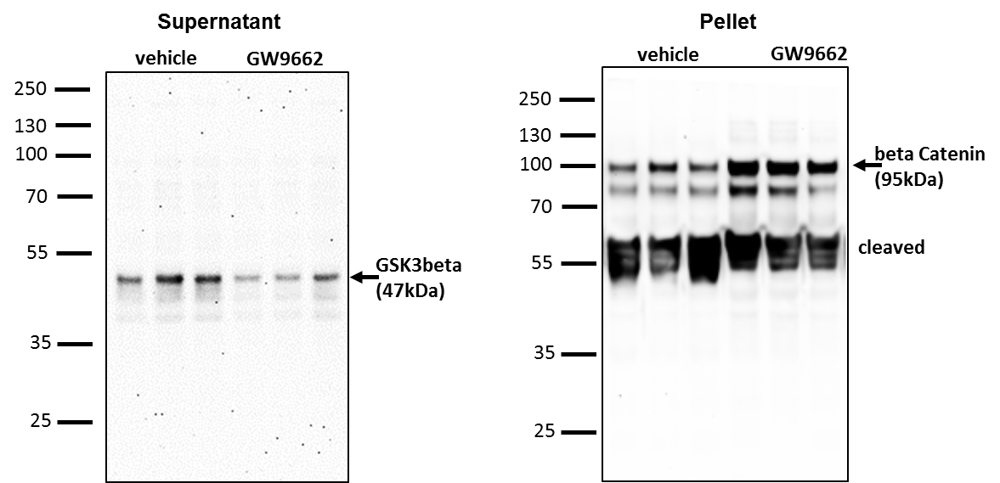 Supernatant
vehicle GW9662
250
130
100
70
55
35
25
GSK3beta
(47kDa)
Pellet
vehicle GW9662
250
130
100
70
55
35
25
beta Catenin
(95kDa)
cleaved